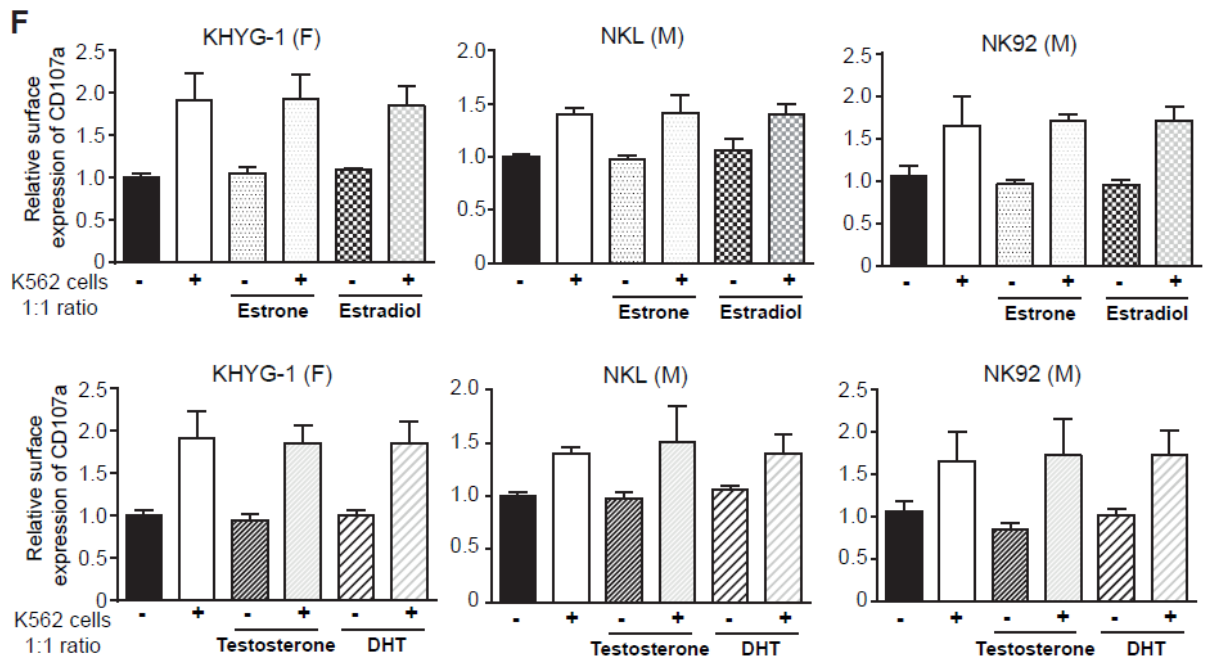 F
KHYG-1 (F)
NKL (M)
NK92 (M)
Relative surface
expression of CD107a
2.5
2.0
1.5
1.0
0.5
0
2.0
1.5
1.0
0.5
0
2.5
2.0
1.5
1.0
0.5
0
K562 cells
1:1 ratio
- + - + - +
Estrone Estradiol
- + - + - +
Estrone Estradiol
- + - + - +
Estrone Estradiol
KHYG-1 (F)
NKL (M)
NK92 (M)
Relative surface
expression of CD107a
2.5
2.0
1.5
1.0
0.5
0
2.0
1.5
1.0
0.5
0
2.5
2.0
1.5
1.0
0.5
0
K562 cells
1:1 ratio
- + - + - +
Testosterone DHT
- + - + - +
Testosterone DHT
- + - + - +
Testosterone DHT